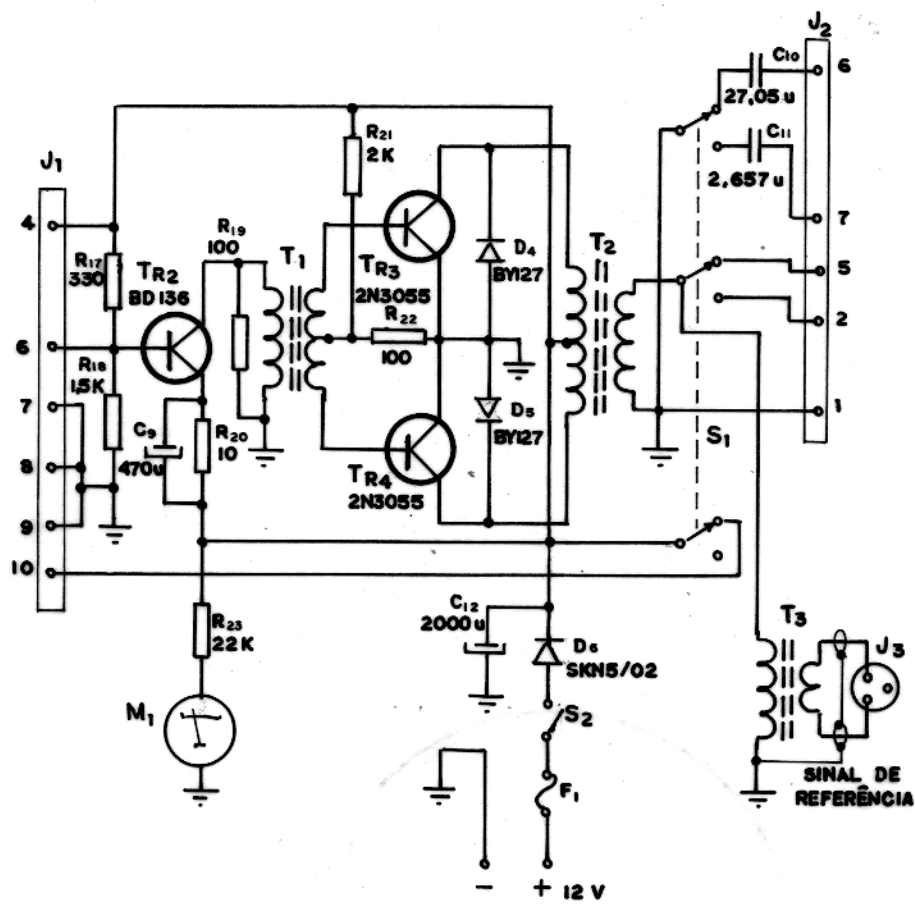 J2
C10
27,05 u
6
C11
2,657 u
7
5
2
1
J1
4
6
7
8
9
10
R17
330
R18
1,5K
TR2
BD 136
R19
100
T1
R21
2K
TR3
2N3055
R22
100
D4
BY127
D5
BY127
T2
S1
C9
470u
R20
10
TR4
2N3055
R23
22K
M1
C12
2000 u
D6
SKN5/02
S2
F1
- + 12 V
T3
J3
SINAL DE
REFERÊNCIA